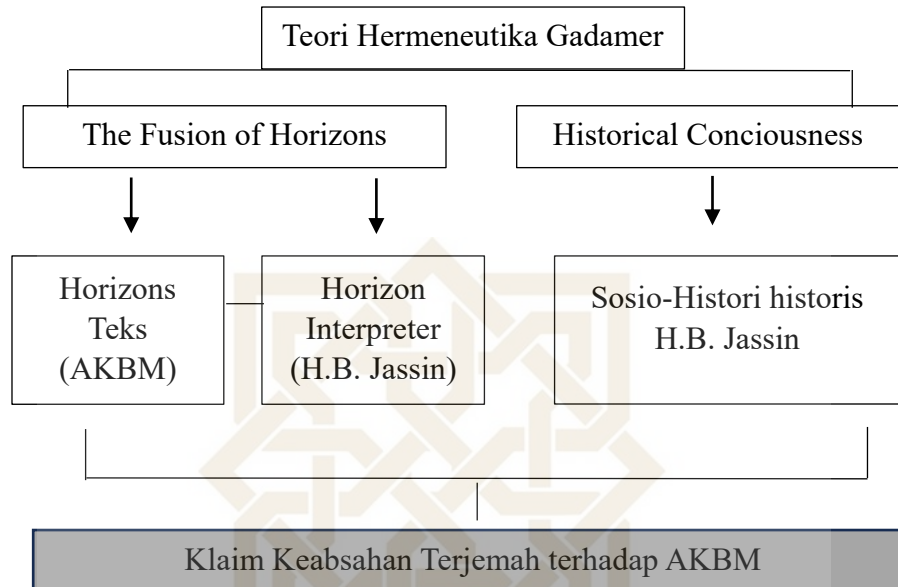 Teori Hermeneutika Gadamer
The Fusion of Horizons
Historical Conciousness
Horizons
Teks
(AKBM)
Horizon
Interpreter
(H.B. Jassin)
Sosio-Histori historis
H.B. Jassin
Klaim Keabsahan Terjemah terhadap AKBM